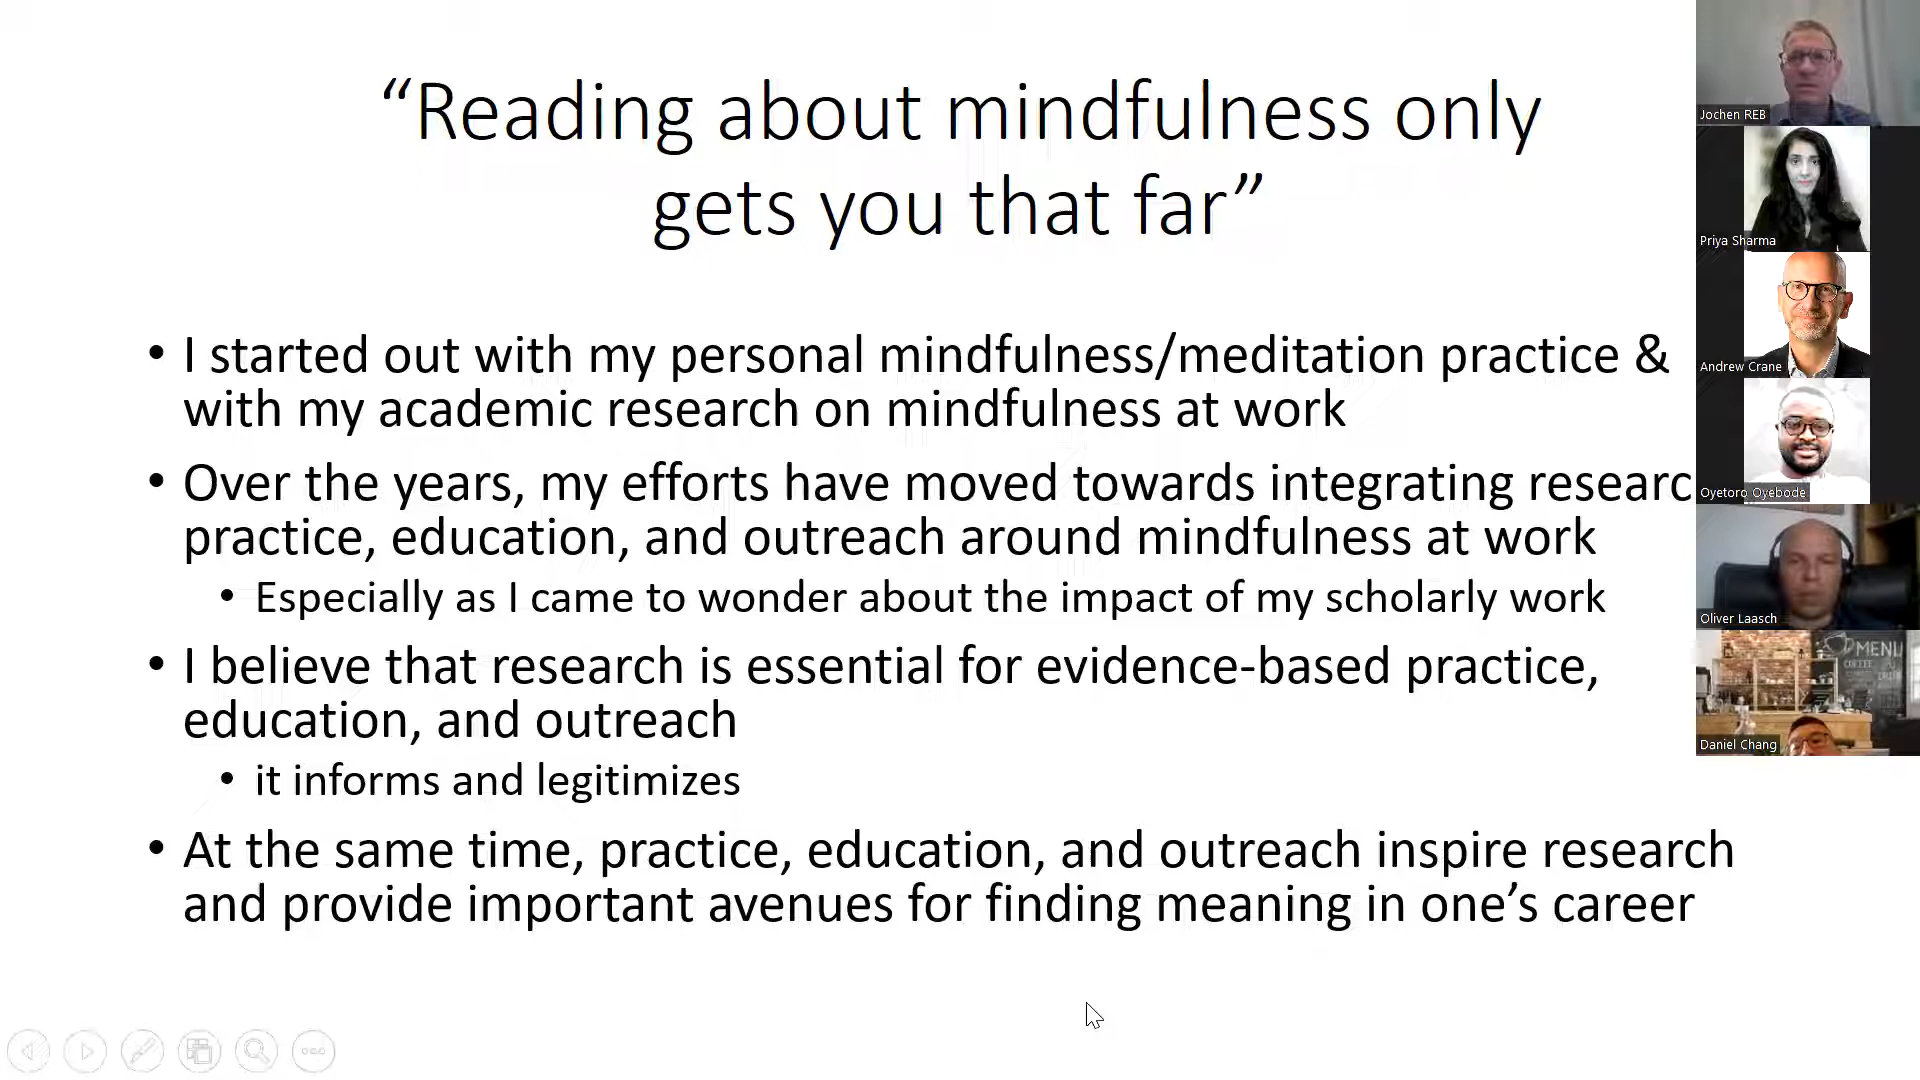 “Reading about mindfulness only
gets you that far”
• I started out with my personal mindfulness/meditation practice &
with my academic research on mindfulness at work
• Over the years, my efforts have moved towards integrating researc
practice, education, and outreach around mindfulness at work
• Especially as I came to wonder about the impact of my scholarly work
• I believe that research is essential for evidence-based practice,
education, and outreach
• it informs and legitimizes
• At the same time, practice, education, and outreach inspire research
and provide important avenues for finding meaning in one’s career
Jochen REB
Priya Sharma
Andrew Crane
Oyetoro Oyebode
Oliver Laasch
MENU
COFFEE
Daniel Chang